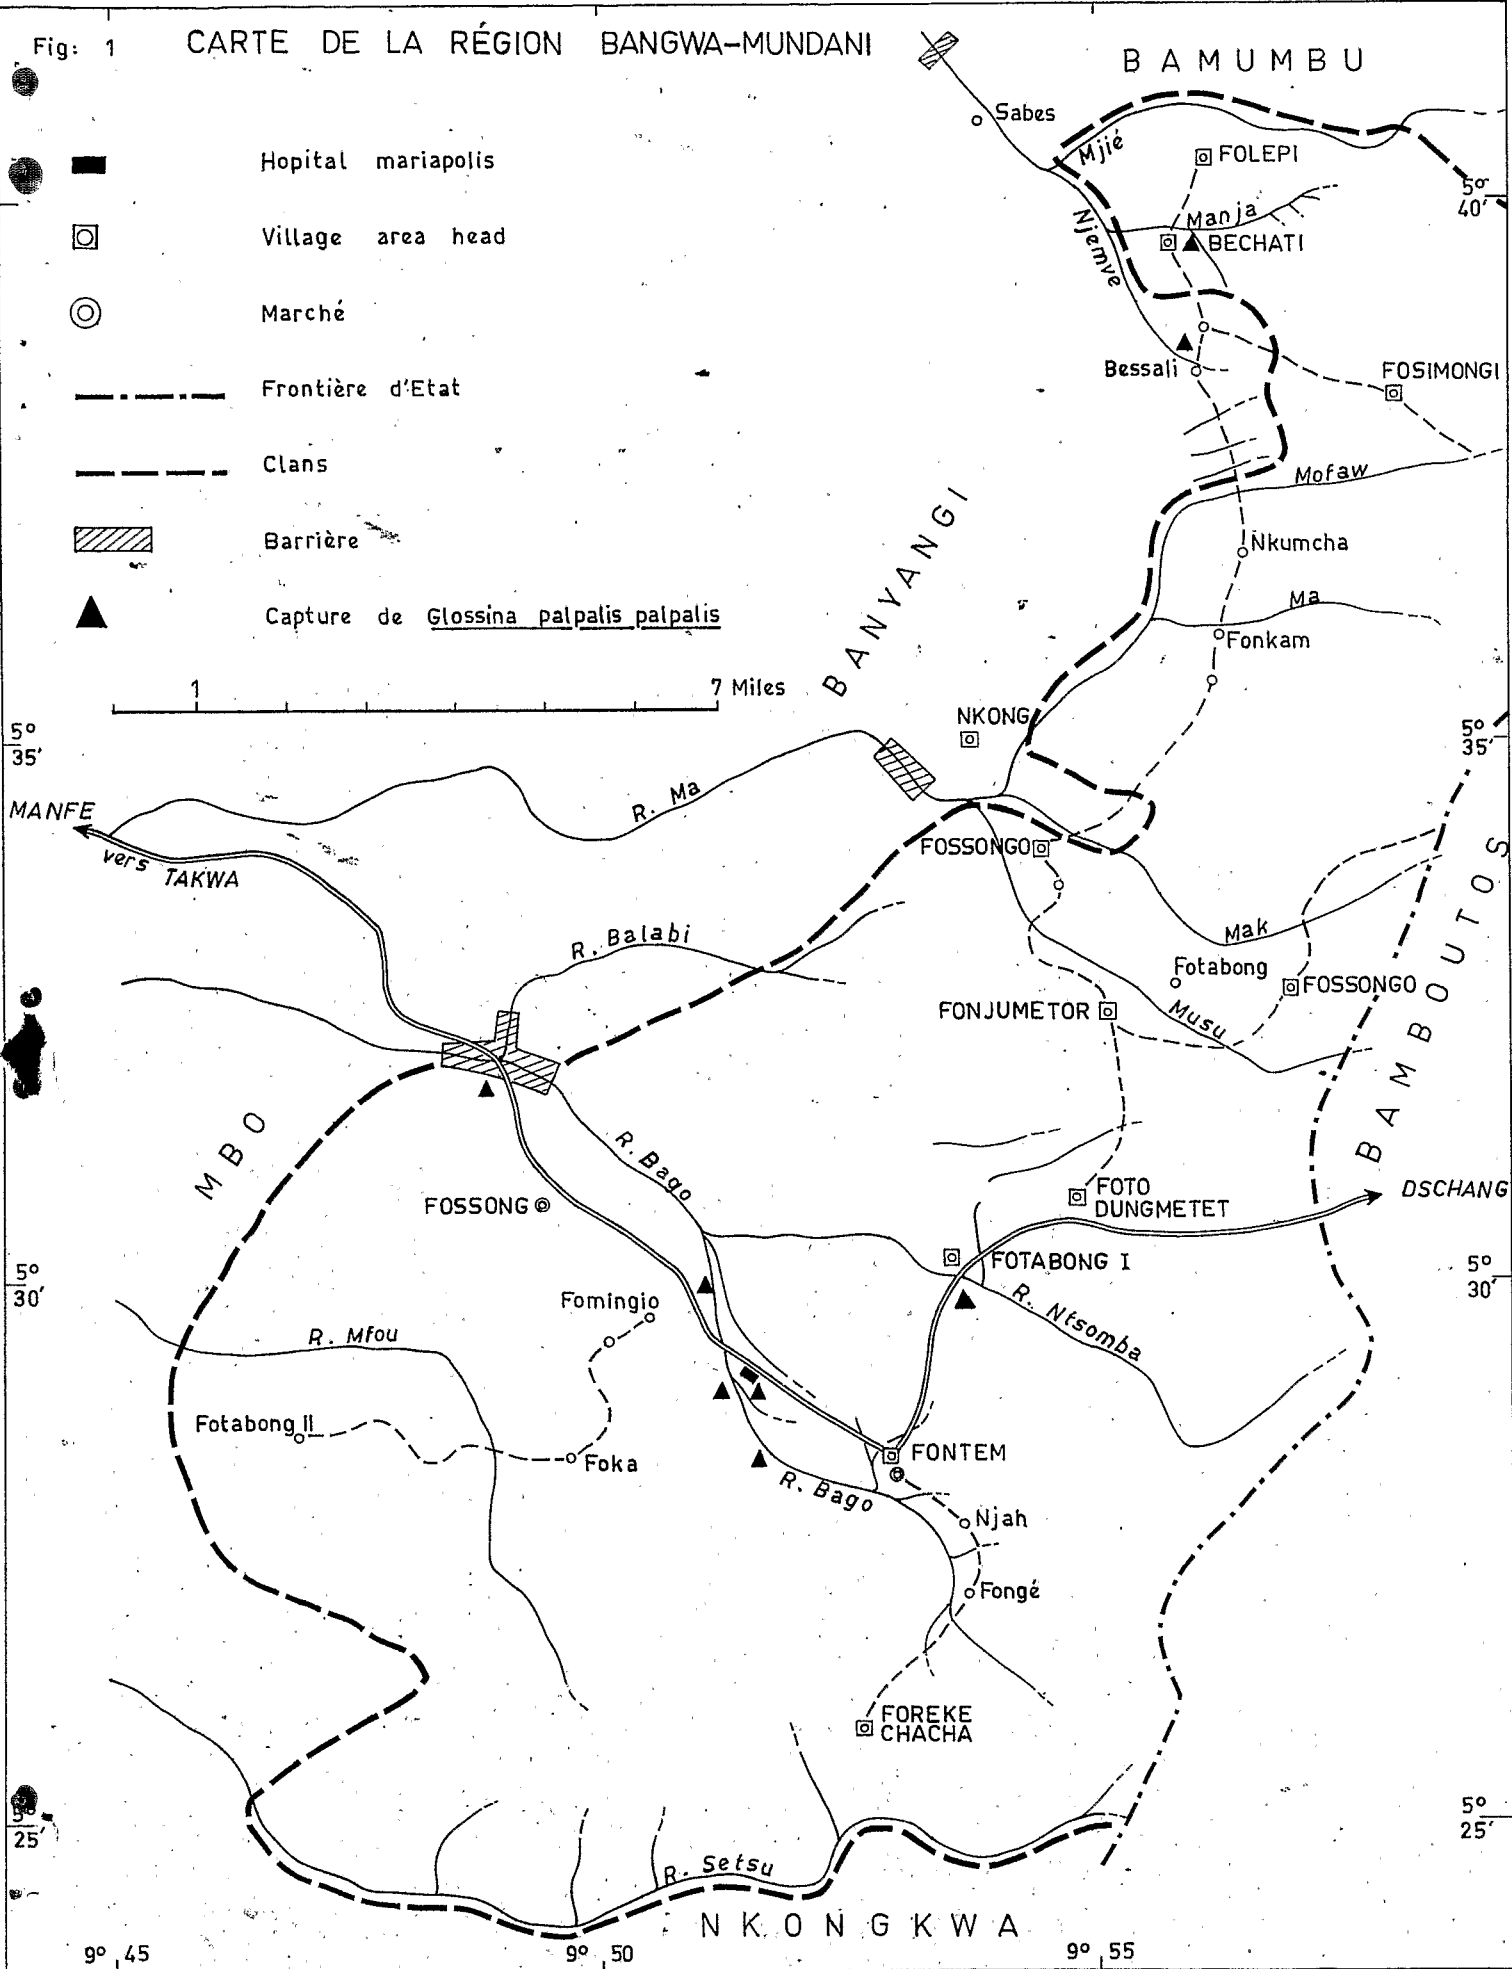 Fig: 1
CARTE DE LA RÉGION BANGWA-MUNDANI
BAMUMBU
Sabes
Mjié
FOLEPI
Hopital mariapolis
5°
40'
Manja
Njemve
BECHATI
Village area head
Marché
Bessali
FOSIMONGI
Frontière d'Etat
Clans
Mofaw
BANYANGI
Barrière
Nkumcha
Ma
Capture de Glossina palpalis palpalis
Fonkam
1
7 Miles
NKONG
5°
35'
5°
35'
R. Ma
MANFE
vers TAKWA
FOSSONGO
BAMBOUTOS
R. Balabi
Mak
Fotabong
FOSSONGO
FONJUMETOR
Musu
MBO
R. Bago
FOSSONG
FOTO
DUNGMETET
DSCHANG
FOTABONG I
5°
30'
5°
30'
Fomingio
R. Ntsomba
R. Mfou
Fotabong II
Foka
FONTEM
R. Bago
Njah
Fongé
FOREKE
CHACHA
5°
25'
5°
25'
R. Setsu
NKONGKWA
9° 45
9° 50
9° 55